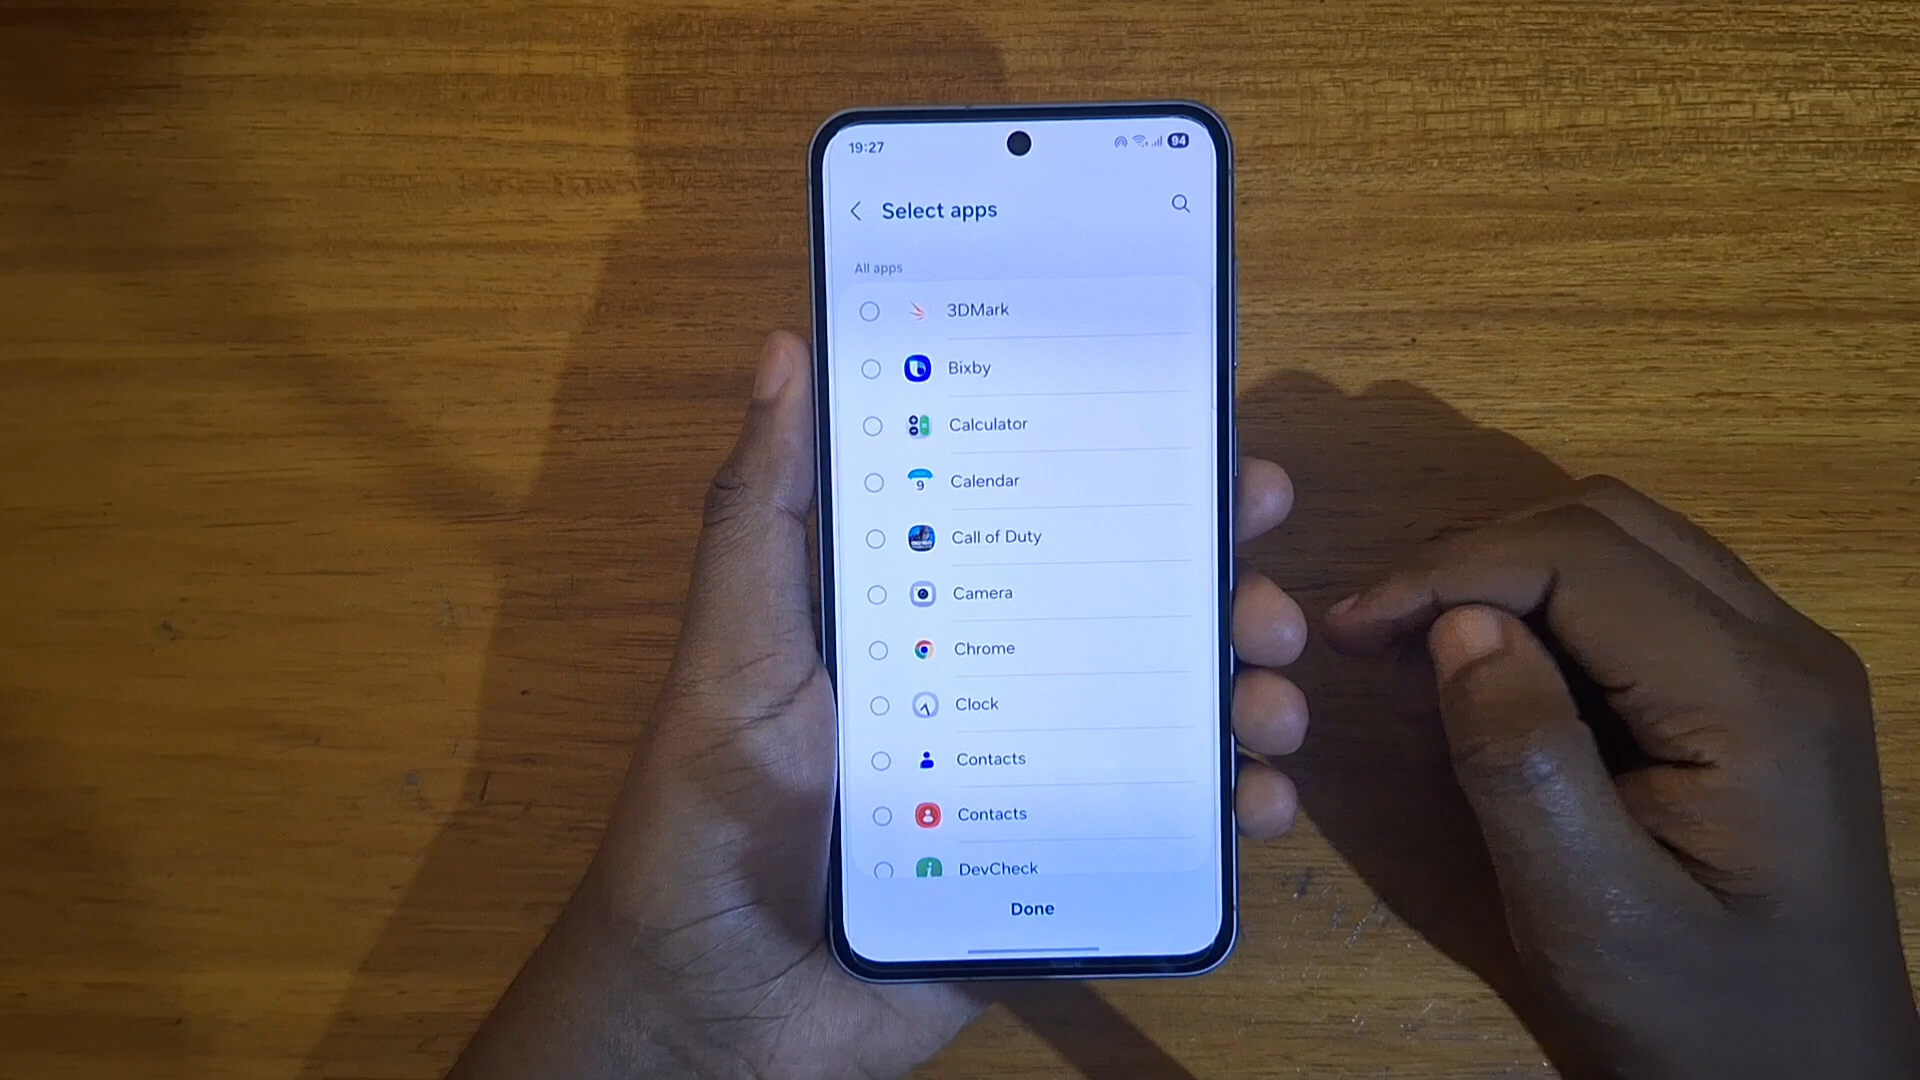 19:27
94
Select apps
All apps
3DMark
Bixby
Calculator
9
Calendar
Call of Duty
Camera
Chrome
Clock
Contacts
Contacts
DevCheck
Done